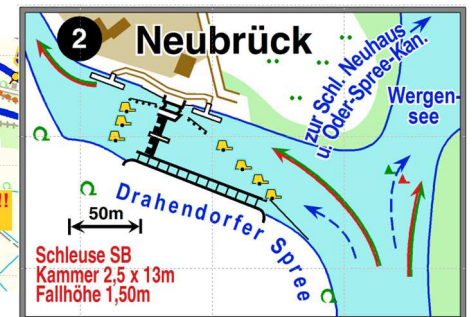 2
Neubrück
zur Schl. Neuhaus
u. Oder-Spree-Kan.
Wergen-
see
!!
50m
Drahendorfer Spree
Schleuse SB
Kammer 2,5 x 13m
Fallhöhe 1,50m